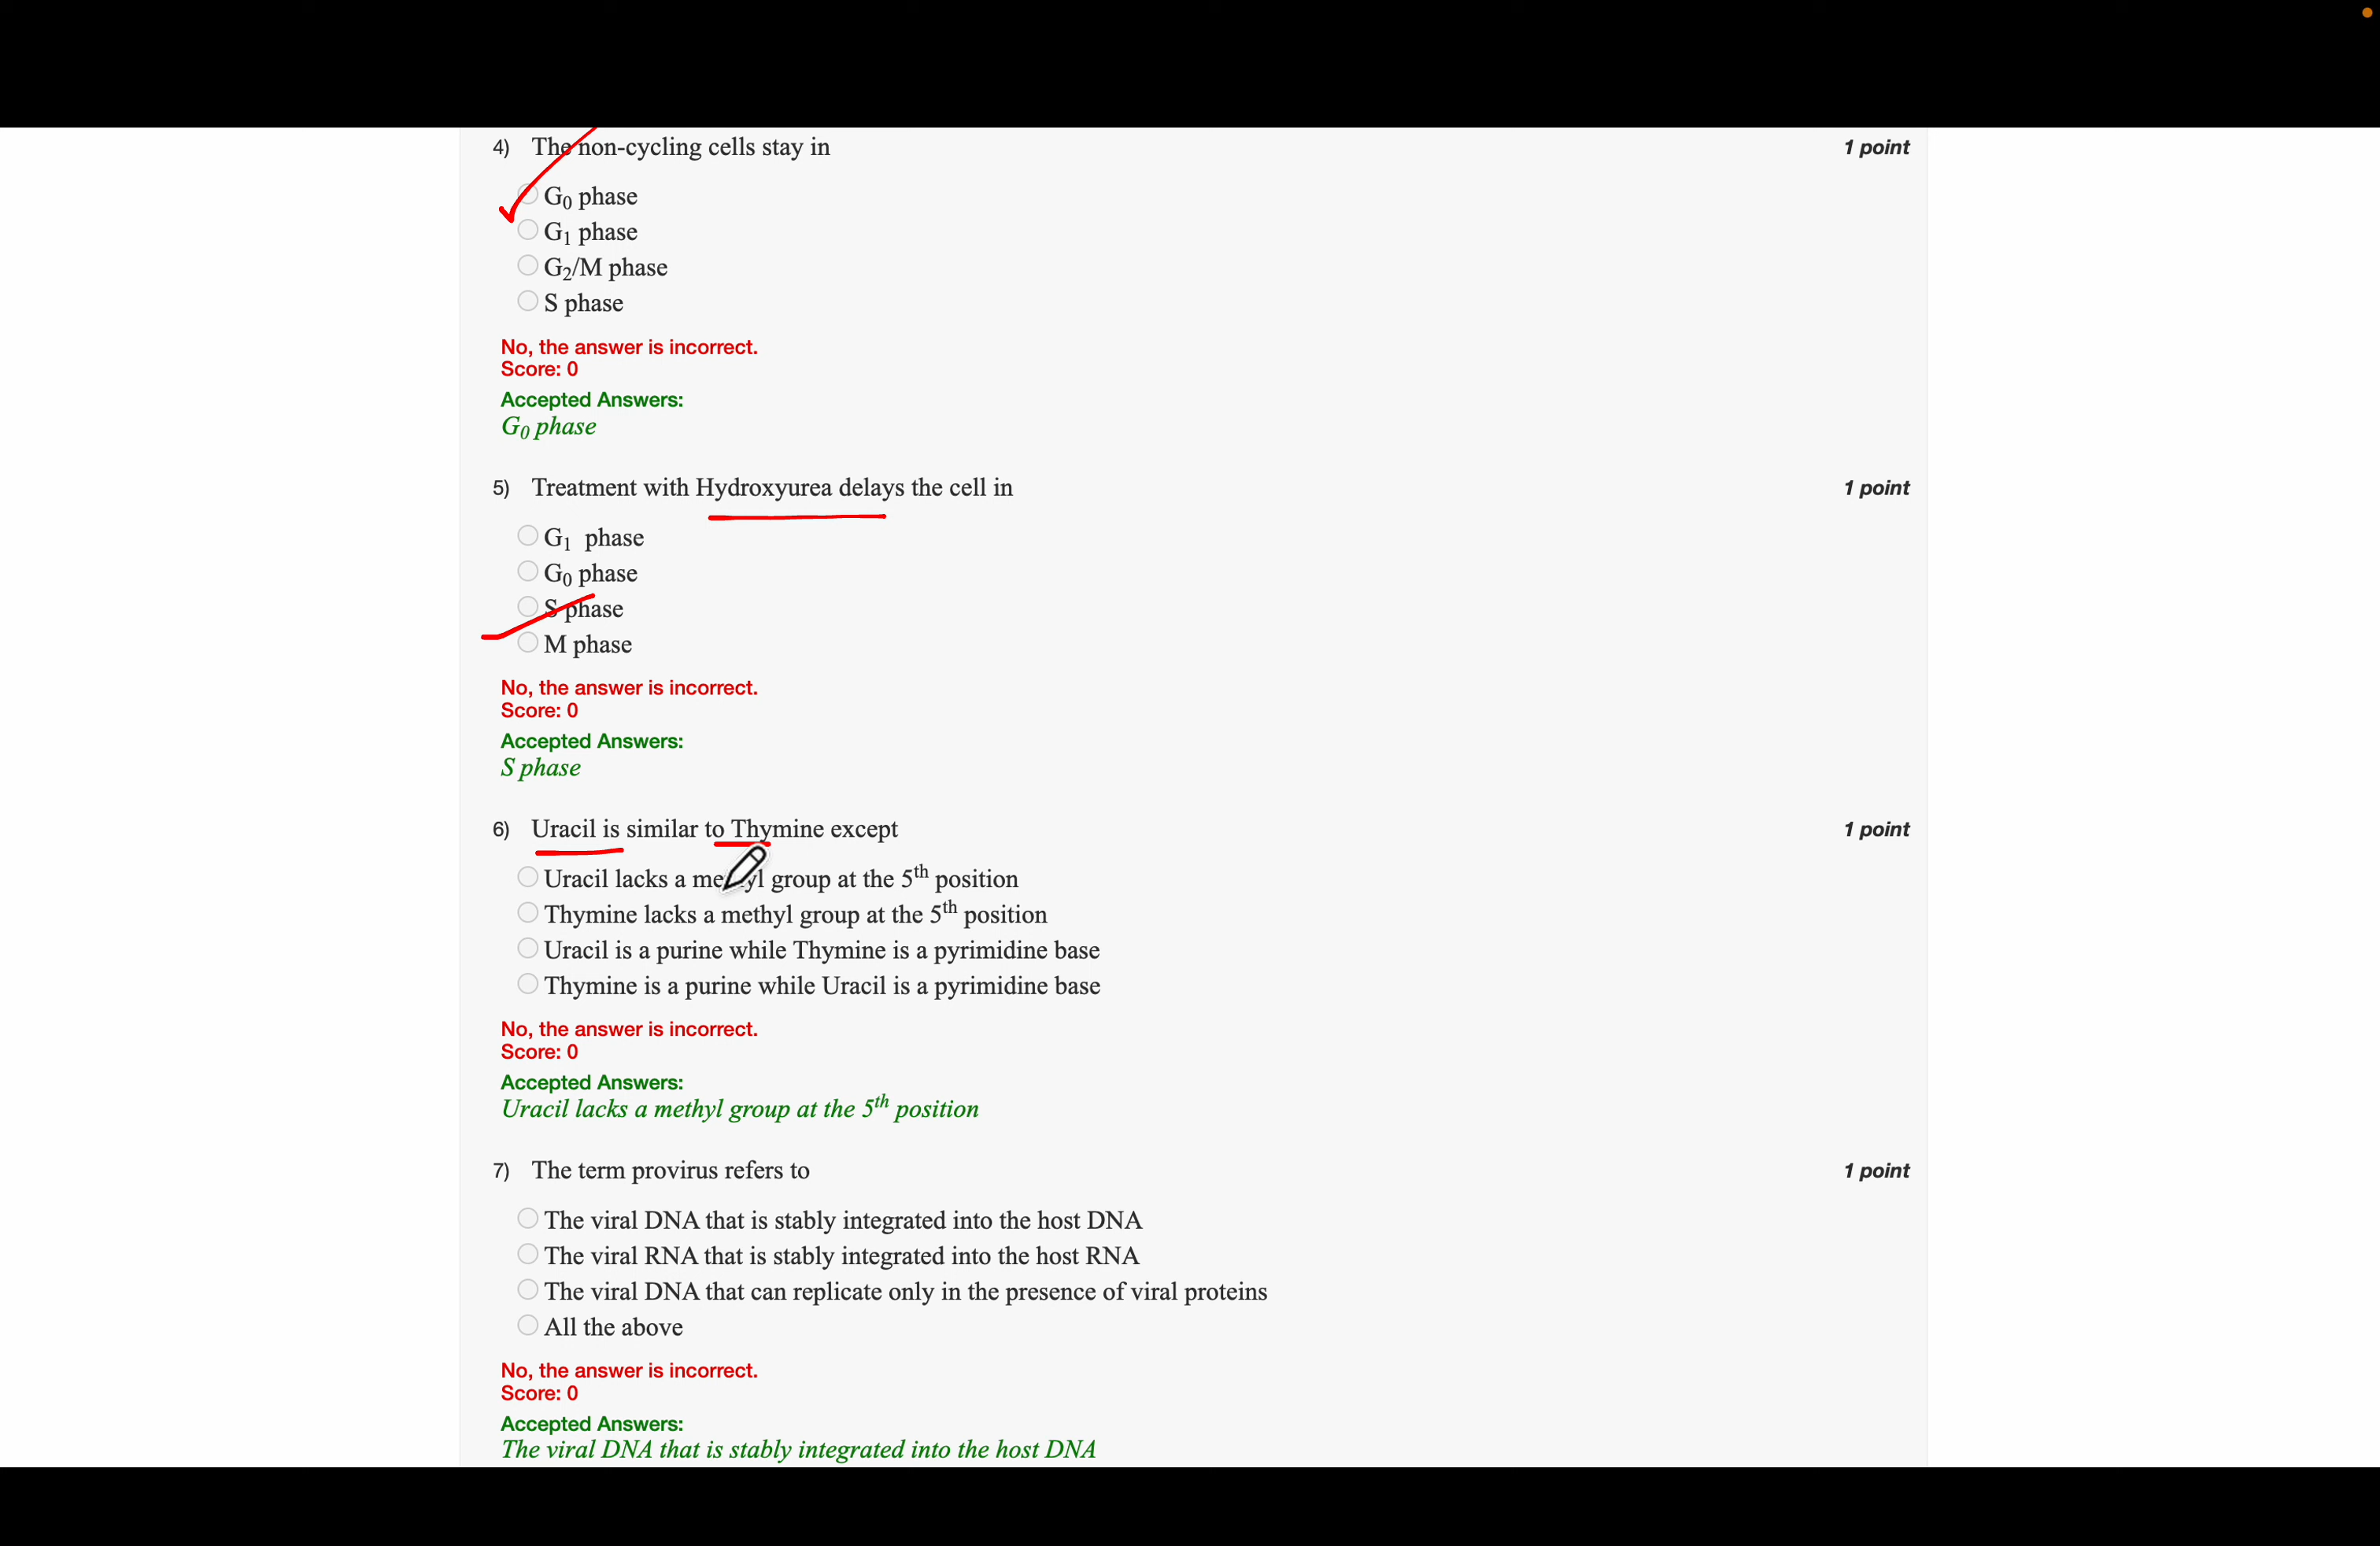 4) The non-cycling cells stay in 1 point
G₀ phase
G₁ phase
G₂/M phase
S phase
No, the answer is incorrect.
Score: 0
Accepted Answers:
G₀ phase
5) Treatment with Hydroxyurea delays the cell in 1 point
G₁ phase
G₀ phase
S phase
M phase
No, the answer is incorrect.
Score: 0
Accepted Answers:
S phase
6) Uracil is similar to Thymine except 1 point
Uracil lacks a methyl group at the 5th position
Thymine lacks a methyl group at the 5th position
Uracil is a purine while Thymine is a pyrimidine base
Thymine is a purine while Uracil is a pyrimidine base
No, the answer is incorrect.
Score: 0
Accepted Answers:
Uracil lacks a methyl group at the 5th position
7) The term provirus refers to 1 point
The viral DNA that is stably integrated into the host DNA
The viral RNA that is stably integrated into the host RNA
The viral DNA that can replicate only in the presence of viral proteins
All the above
No, the answer is incorrect.
Score: 0
Accepted Answers:
The viral DNA that is stably integrated into the host DNA